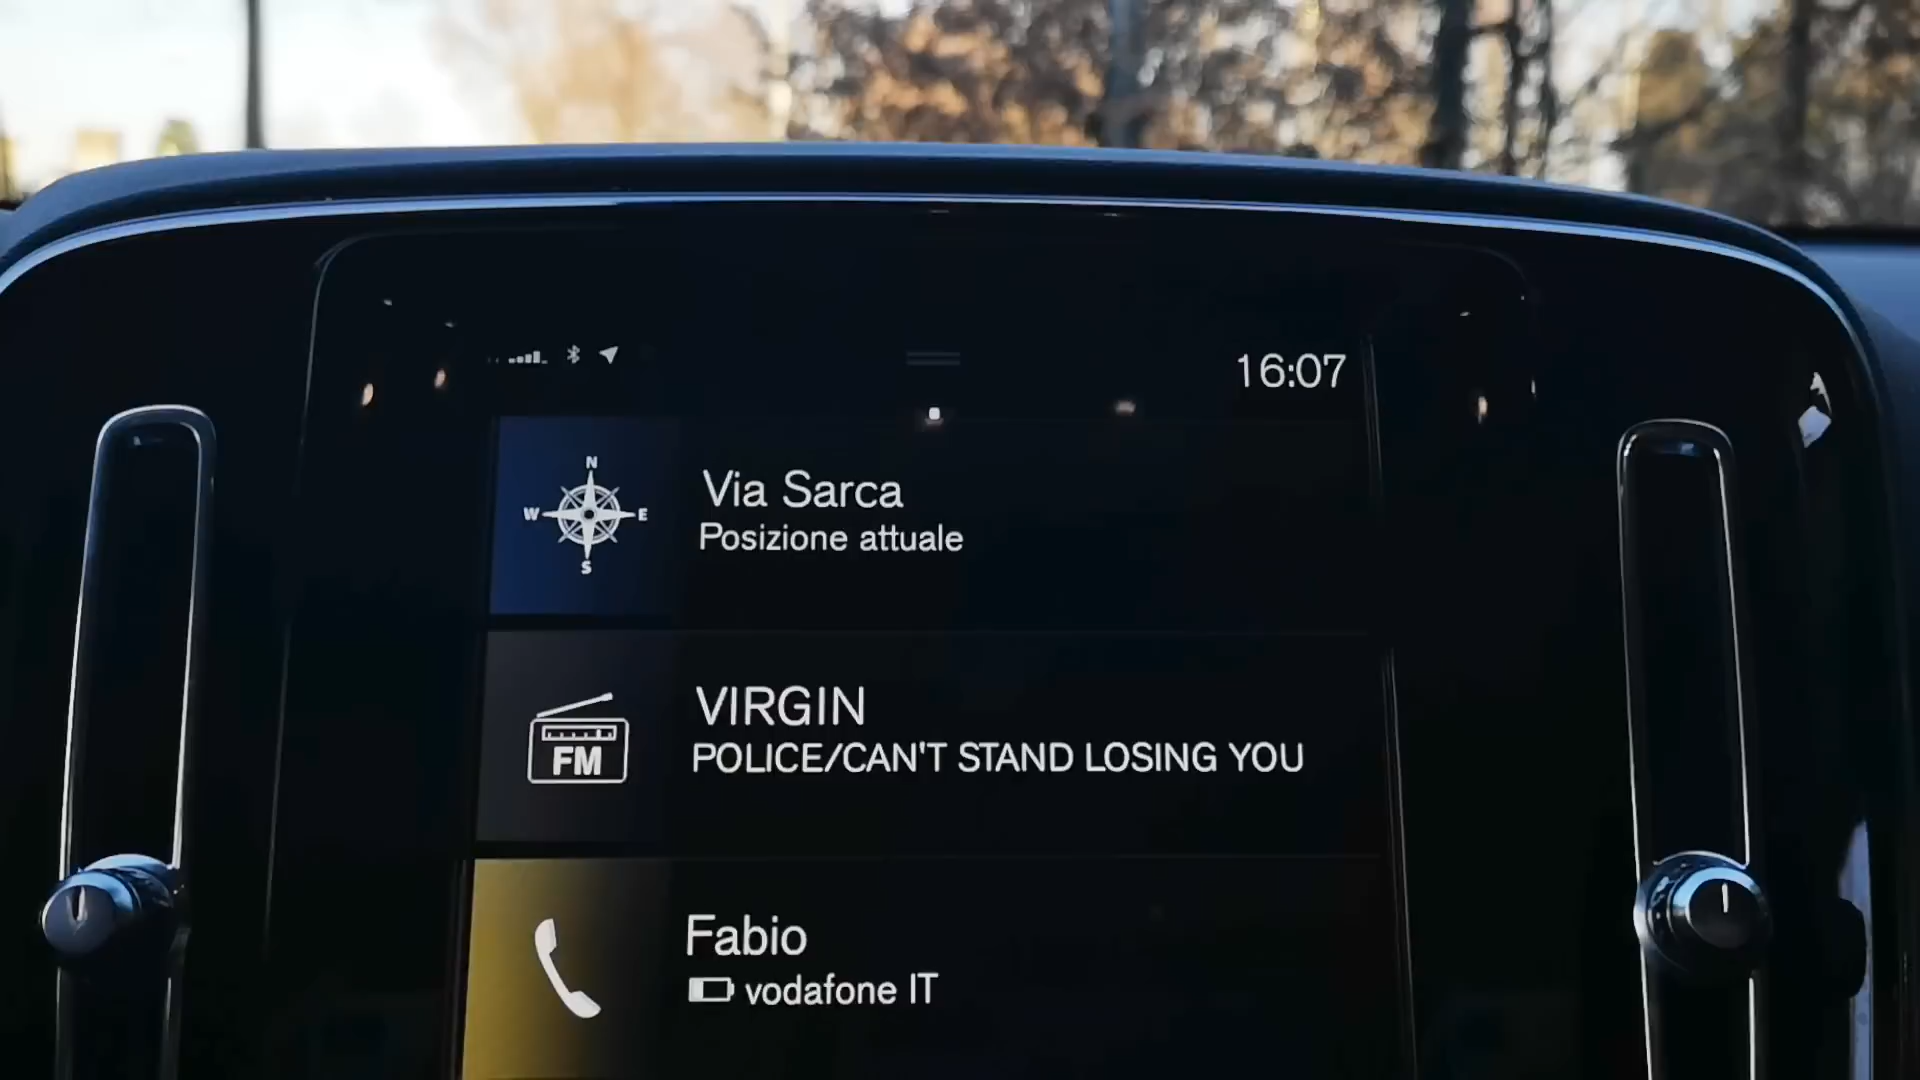 16:07
N
W E
S
Via Sarca
Posizione attuale
FM
VIRGIN
POLICE/CAN'T STAND LOSING YOU
Fabio
vodafone IT